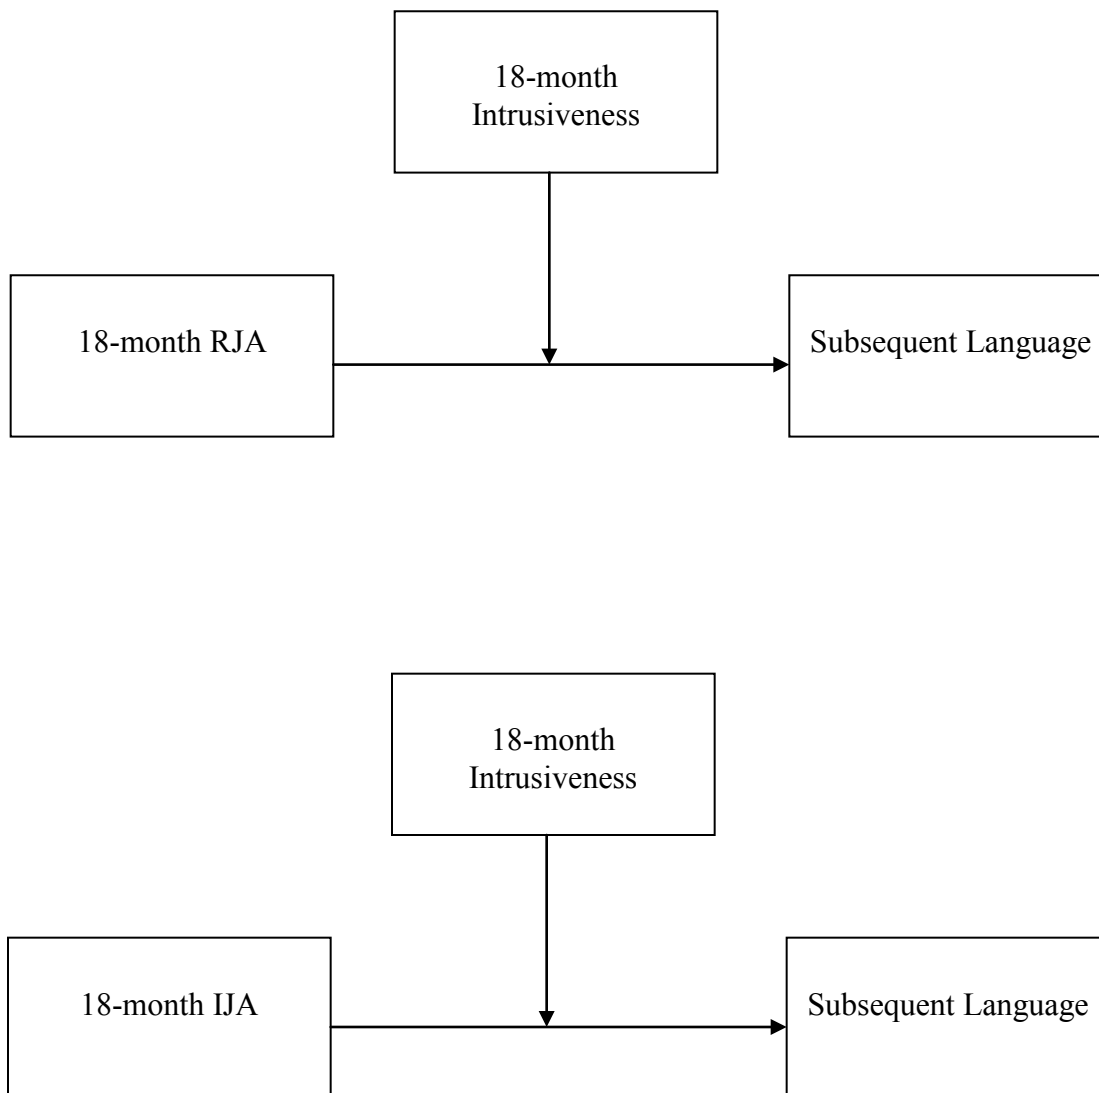 18-month
Intrusiveness
18-month RJA
Subsequent Language
18-month
Intrusiveness
18-month IJA
Subsequent Language